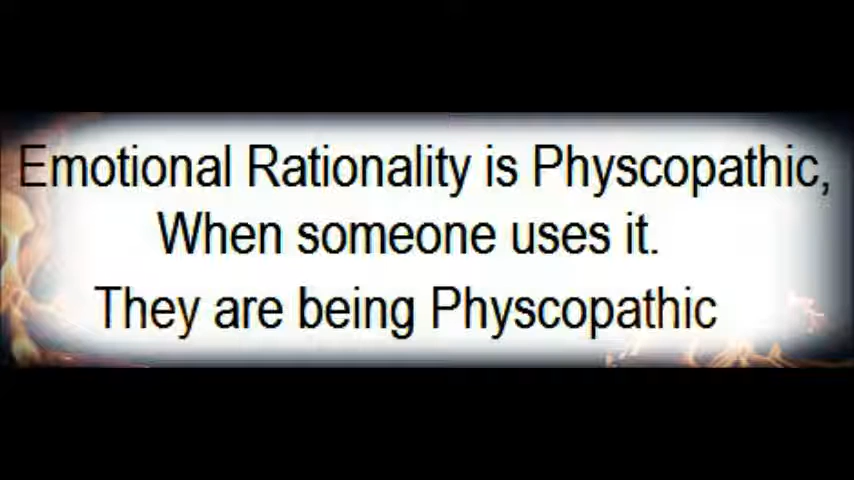 Emotional Rationality is Physcopathic,
When someone uses it.
They are being Physcopathic